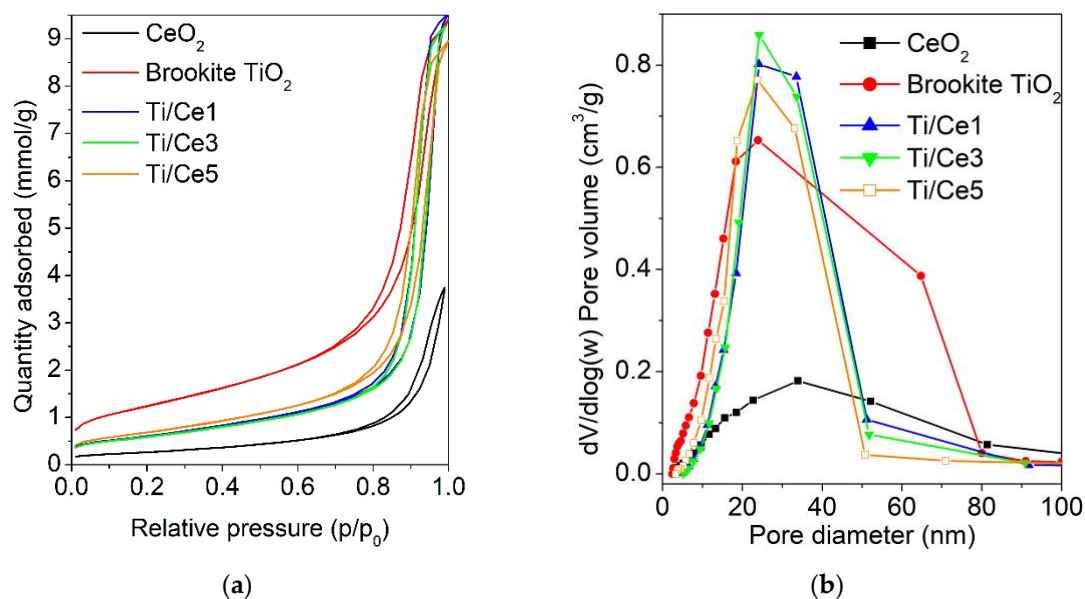 CeO2
Brookite TiO2
Ti/Ce1
Ti/Ce3
Ti/Ce5
Quantity adsorbed (mmol/g)
9
8
7
6
5
4
3
2
1
0
0.0 0.2 0.4 0.6 0.8 1.0
Relative pressure (p/p0)
(a)
CeO2
Brookite TiO2
Ti/Ce1
Ti/Ce3
Ti/Ce5
dV/dlog(w) Pore volume (cm3/g)
0.8
0.6
0.4
0.2
0.0
0 20 40 60 80 100
Pore diameter (nm)
(b)